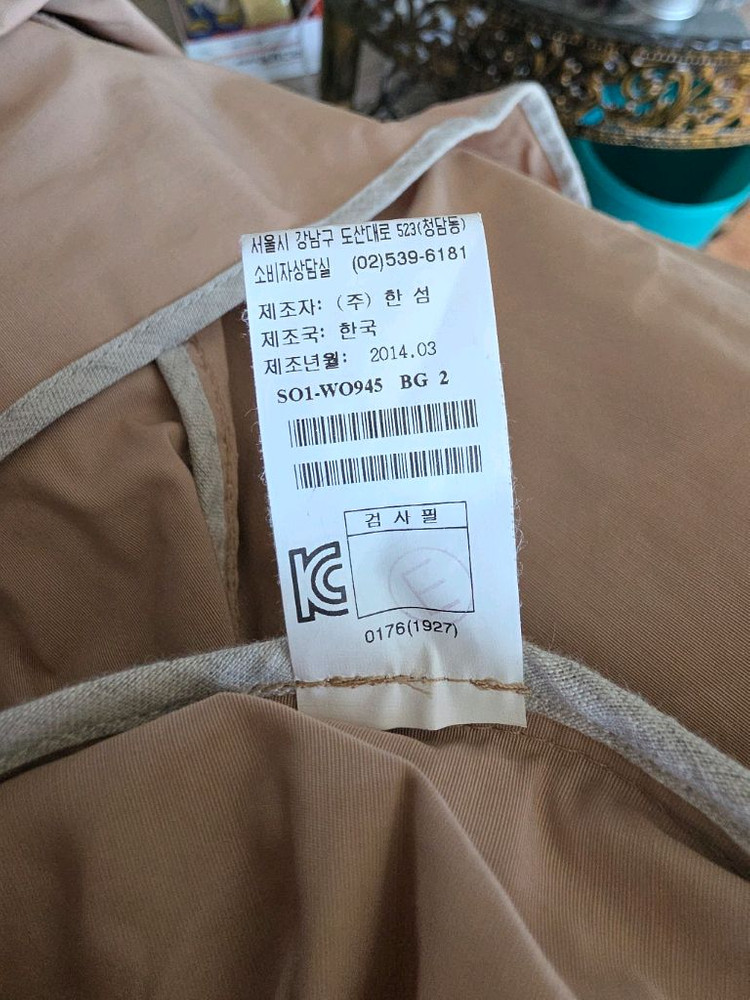 서울시 강남구 도산대로 523(청담동)
소비자상담실 (02)539-6181
제조자: (주) 한 섬
제조국: 한국
제조년월: 2014.03
SO1-WO945 BG 2
검 사 필
KC
E
0176(1927)